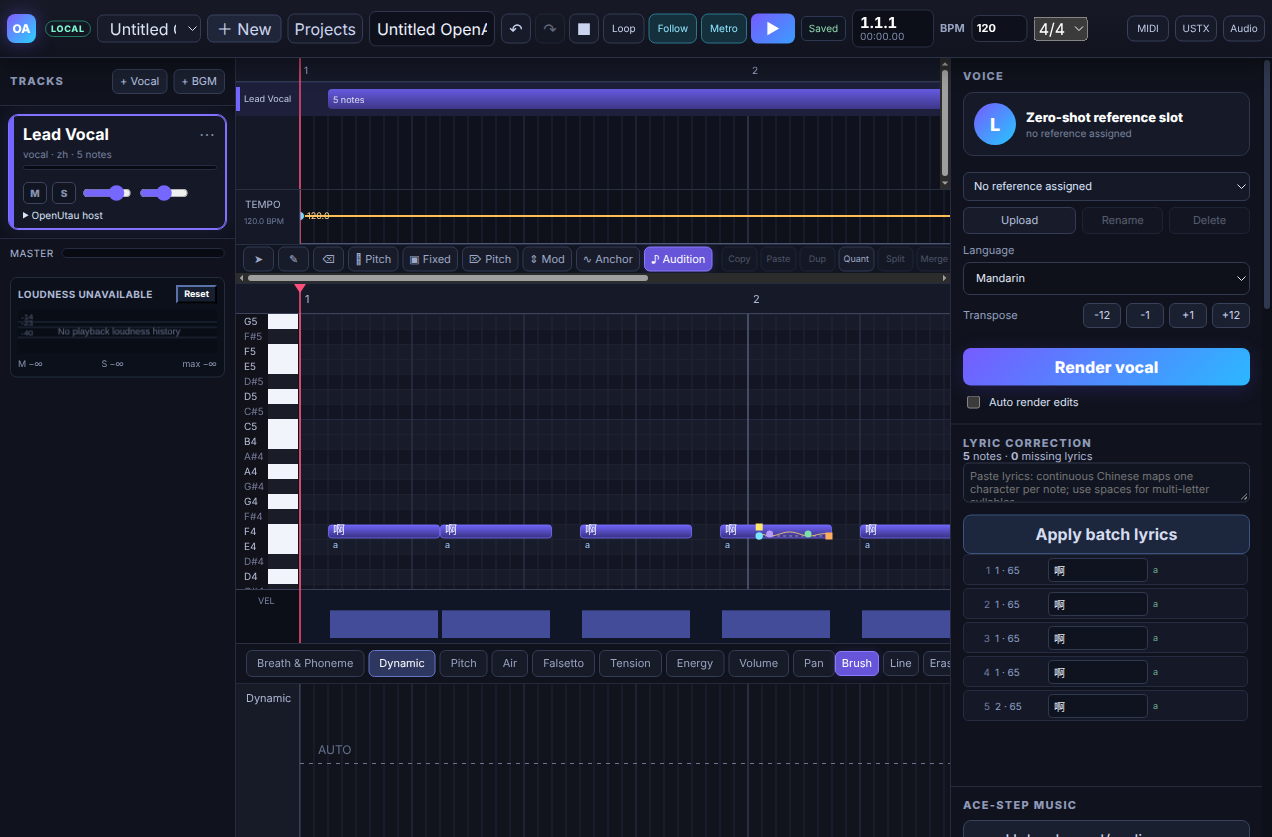 OA LOCAL Untitled ( + New Projects Untitled OpenA Loop Follow Metro Saved 1.1.1 00:00.00 BPM 120 4/4 MIDI USTX Audio
TRACKS + Vocal + BGM
Lead Vocal ...
vocal · zh · 5 notes
M S
OpenUtau host
MASTER
LOUDNESS UNAVAILABLE Reset
-14
-23
-40
No playback loudness history
M −∞ S −∞ max −∞
1 2
Lead Vocal 5 notes
TEMPO
120.0 BPM 120.0
Pitch Fixed Pitch Mod Anchor Audition Copy Paste Dup Quant Split Merge
1 2
G5
F#5
F5
E5
D#5
D5
C#5
C5
B4
A#4
A4
G#4
G4
F#4
F4 啊 啊 啊 啊 啊
E4 a a a a a
D#4
D4
VEL
Breath & Phoneme Dynamic Pitch Air Falsetto Tension Energy Volume Pan Brush Line Eras
Dynamic
AUTO
VOICE
L Zero-shot reference slot
no reference assigned
No reference assigned
Upload Rename Delete
Language
Mandarin
Transpose -12 -1 +1 +12
Render vocal
Auto render edits
LYRIC CORRECTION
5 notes · 0 missing lyrics
Paste lyrics: continuous Chinese maps one
character per note; use spaces for multi-letter
Apply batch lyrics
1 1 · 65 啊 a
2 1 · 65 啊 a
3 1 · 65 啊 a
4 1 · 65 啊 a
5 2 · 65 啊 a
ACE-STEP MUSIC